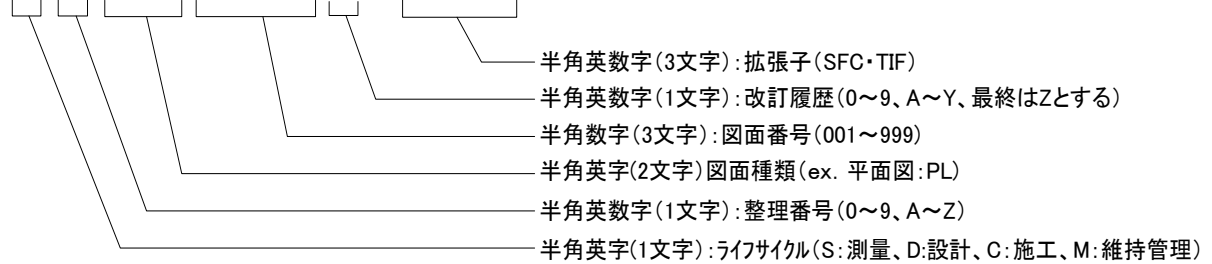 半角英数字(3文字):拡張子(SFC・TIF)
半角英数字(1文字):改訂履歴(0～9、A～Y、最終はZとする)
半角数字(3文字):図面番号(001～999)
半角英字(2文字)図面種類(ex. 平面図:PL)
半角英数字(1文字):整理番号(0～9、A～Z)
半角英字(1文字):ﾗｲﾌｻｲｸﾙ(S:測量、D:設計、C:施工、M:維持管理)